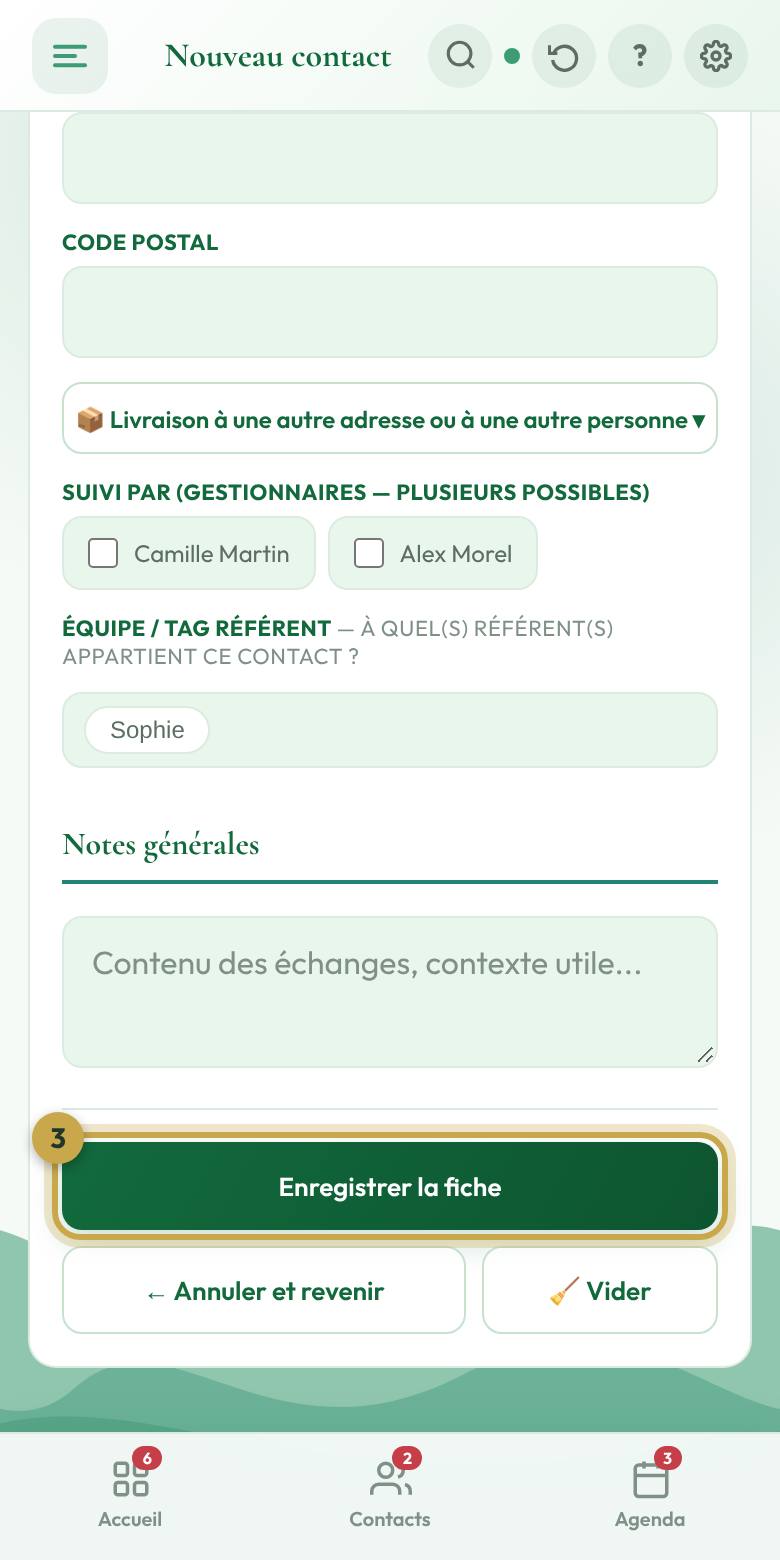 Nouveau contact ?
CODE POSTAL
📦 Livraison à une autre adresse ou à une autre personne ▼
SUIVI PAR (GESTIONNAIRES — PLUSIEURS POSSIBLES)
Camille Martin Alex Morel
ÉQUIPE / TAG RÉFÉRENT — À QUEL(S) RÉFÉRENT(S)
APPARTIENT CE CONTACT ?
Sophie
Notes générales
Contenu des échanges, contexte utile...
3
Enregistrer la fiche
← Annuler et revenir 🧹 Vider
6 2 3
Accueil Contacts Agenda